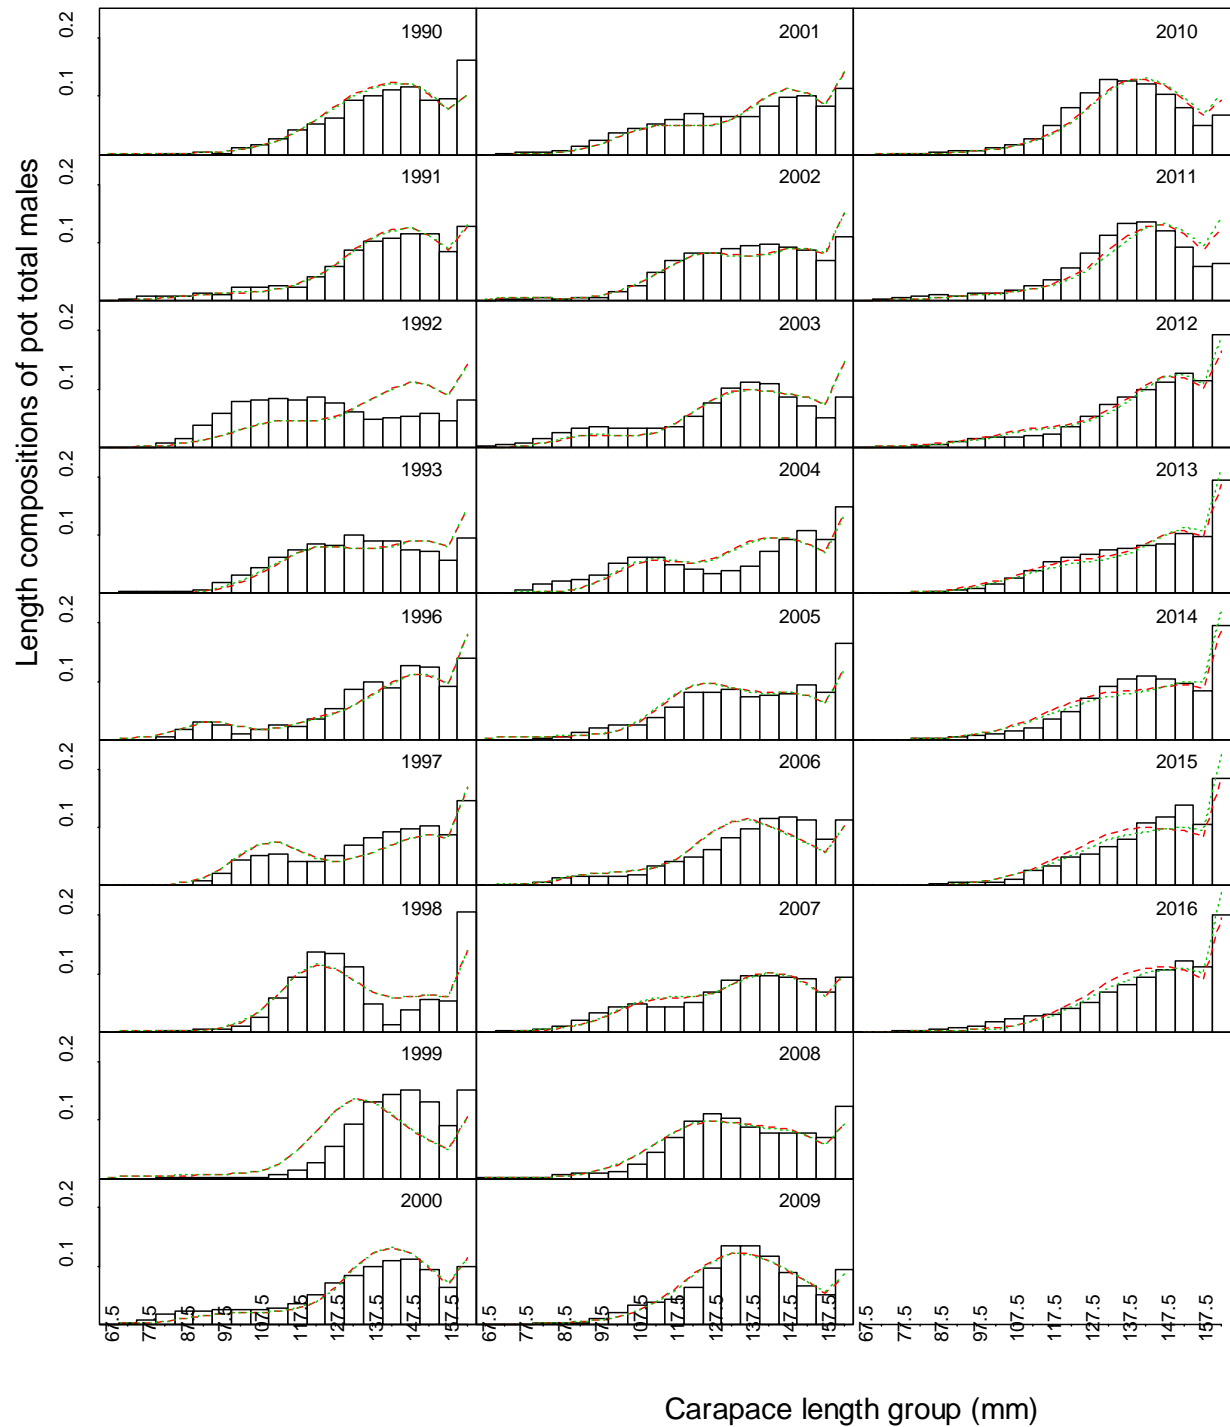 Length compositions of pot total males
0.2 1990 2001 2010
0.1
0.2 1991 2002 2011
0.1
0.2 1992 2003 2012
0.1
0.2 1993 2004 2013
0.1
0.2 1996 2005 2014
0.1
0.2 1997 2006 2015
0.1
0.2 1998 2007 2016
0.1
0.2 1999 2008
0.1
0.2 2000 2009
0.1
67.5 77.5 87.5 97.5 107.5 117.5 127.5 137.5 147.5 157.5 67.5 77.5 87.5 97.5 107.5 117.5 127.5 137.5 147.5 157.5 67.5 77.5 87.5 97.5 107.5 117.5 127.5 137.5 147.5 157.5
Carapace length group (mm)